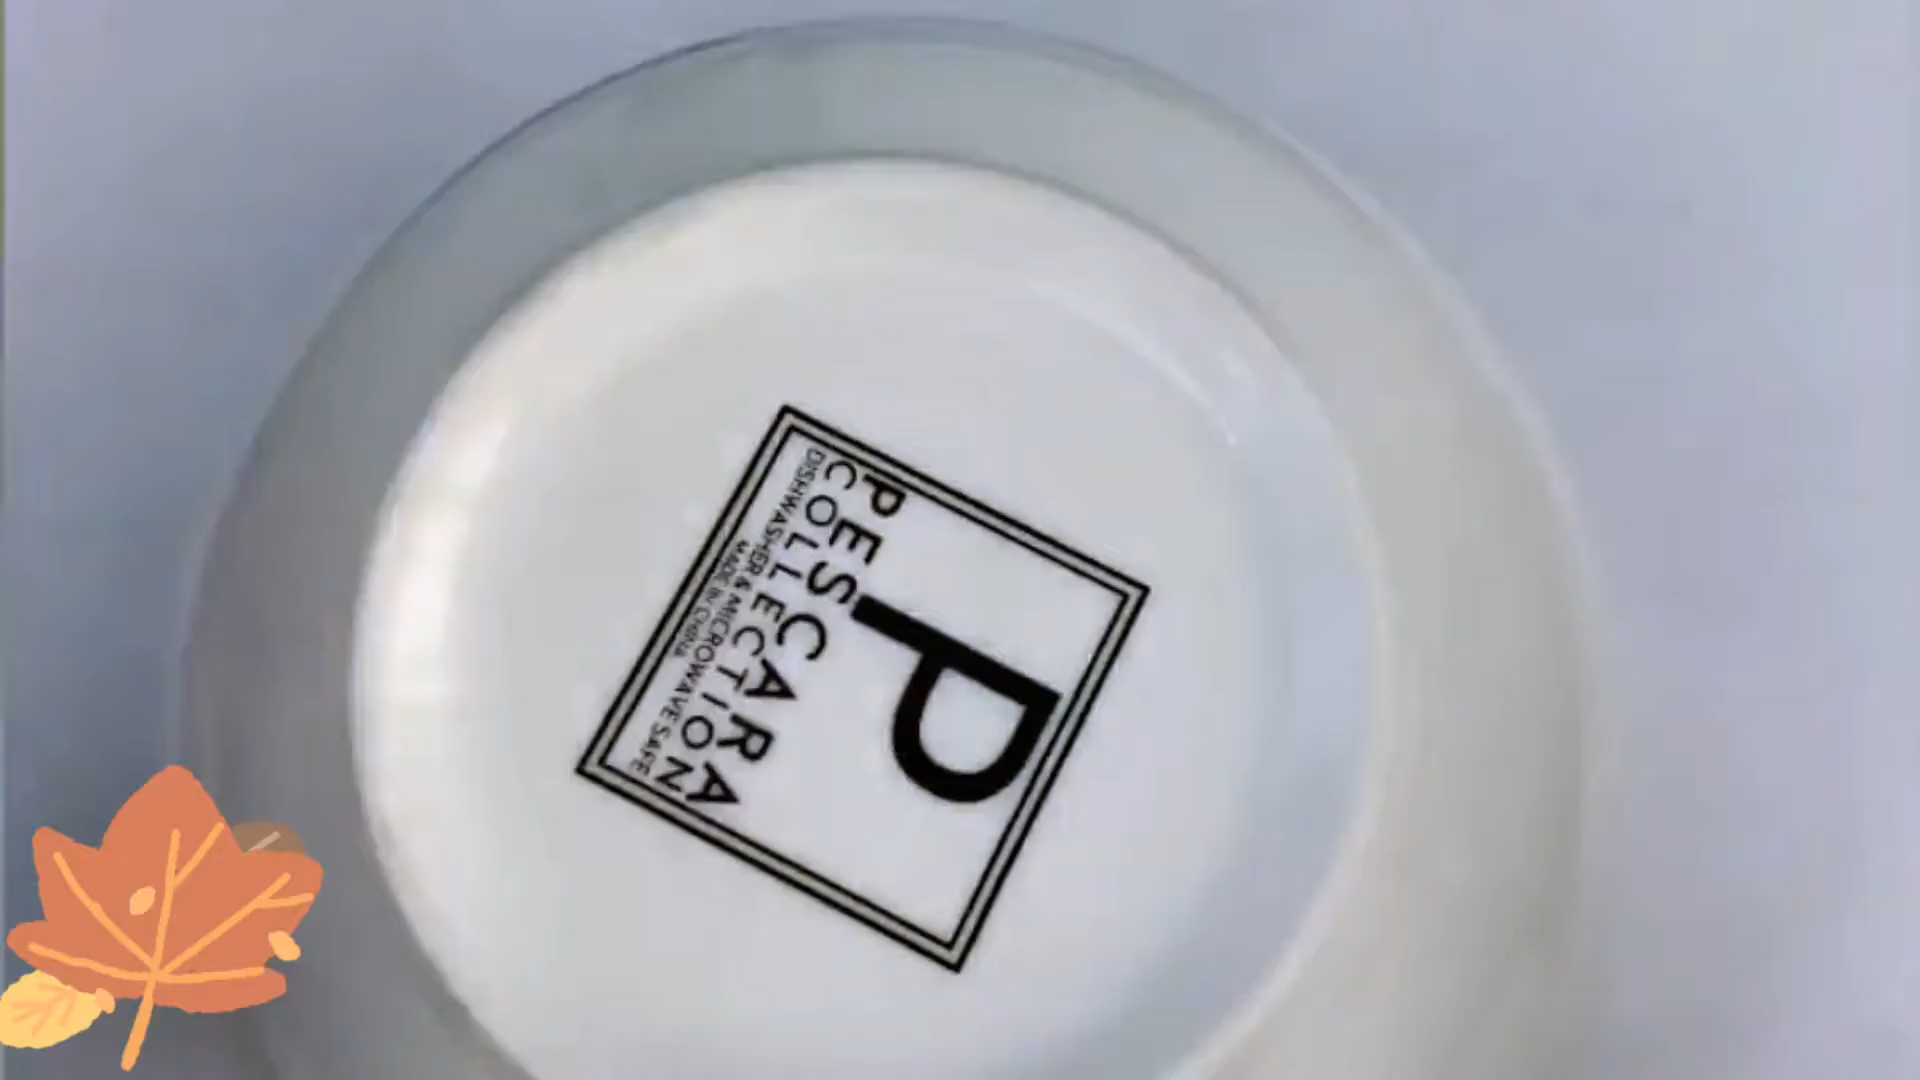 P
PESCARA
COLLECTION
DISHWASHER & MICROWAVE SAFE
MADE IN CHINA